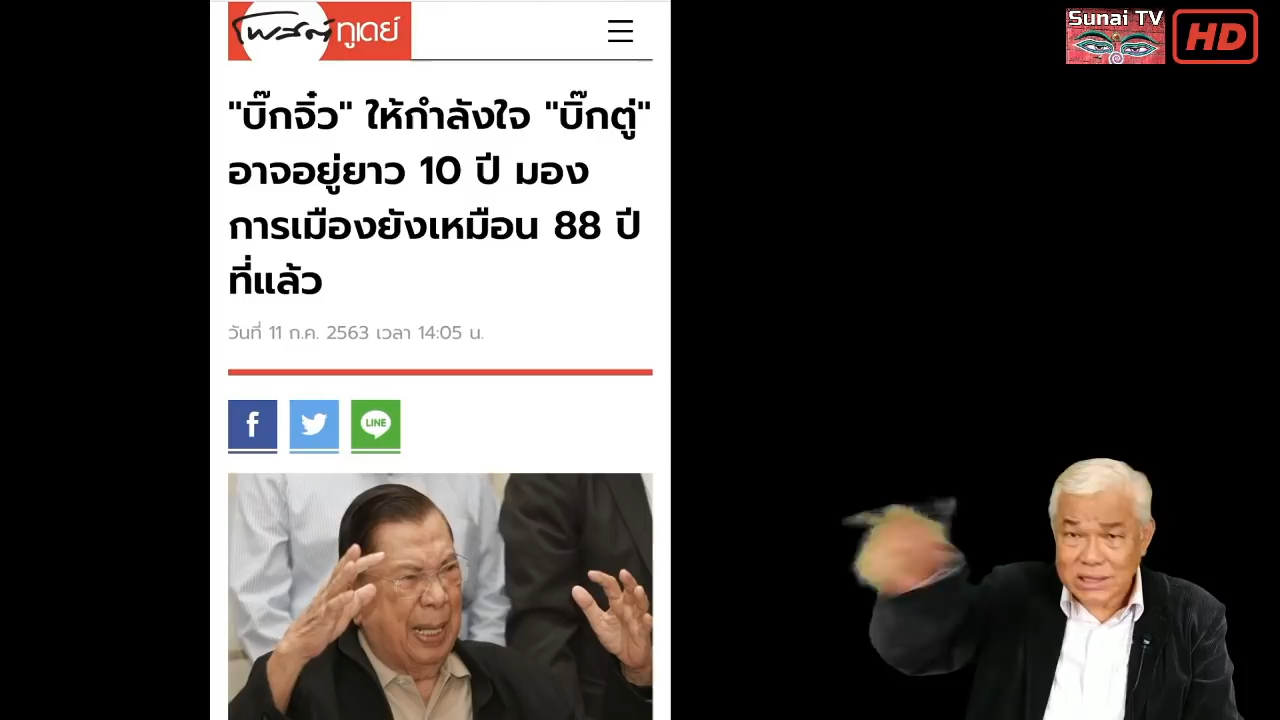 โพสต์ทูเดย์
Sunai TV
HD
"บิ๊กจิ๋ว" ให้กำลังใจ "บิ๊กตู่"
อาจอยู่ยาว 10 ปี มอง
การเมืองยังเหมือน 88 ปี
ที่แล้ว
วันที่ 11 ก.ค. 2563 เวลา 14:05 น.
f
LINE